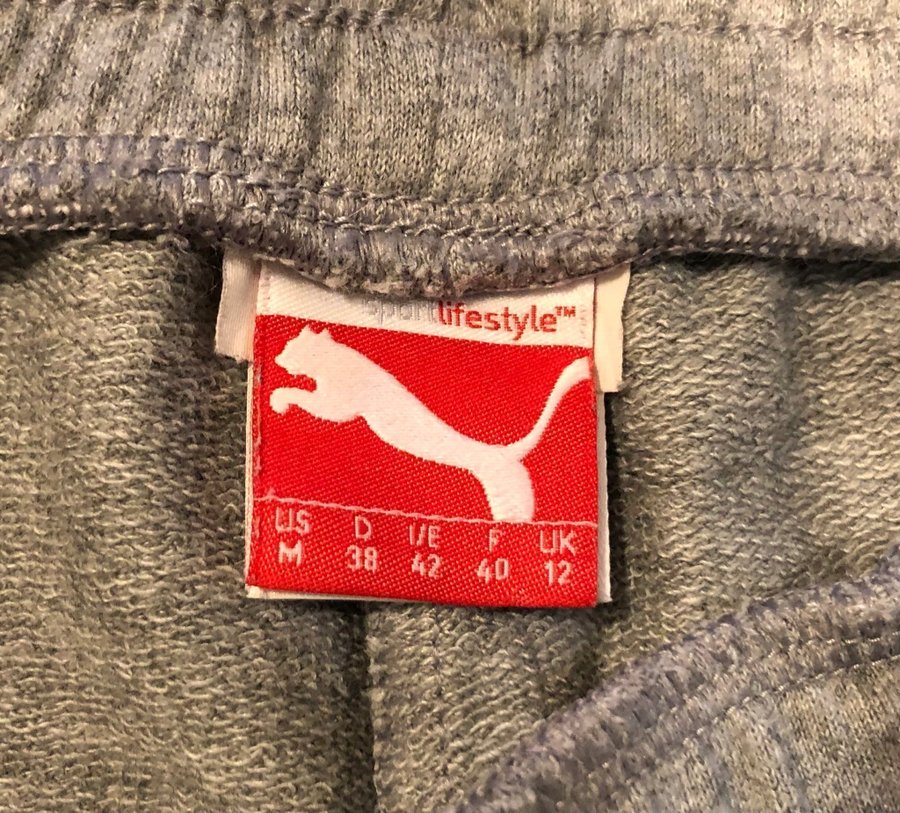 sportlifestyle™
US D I/E F UK
M 38 42 40 12